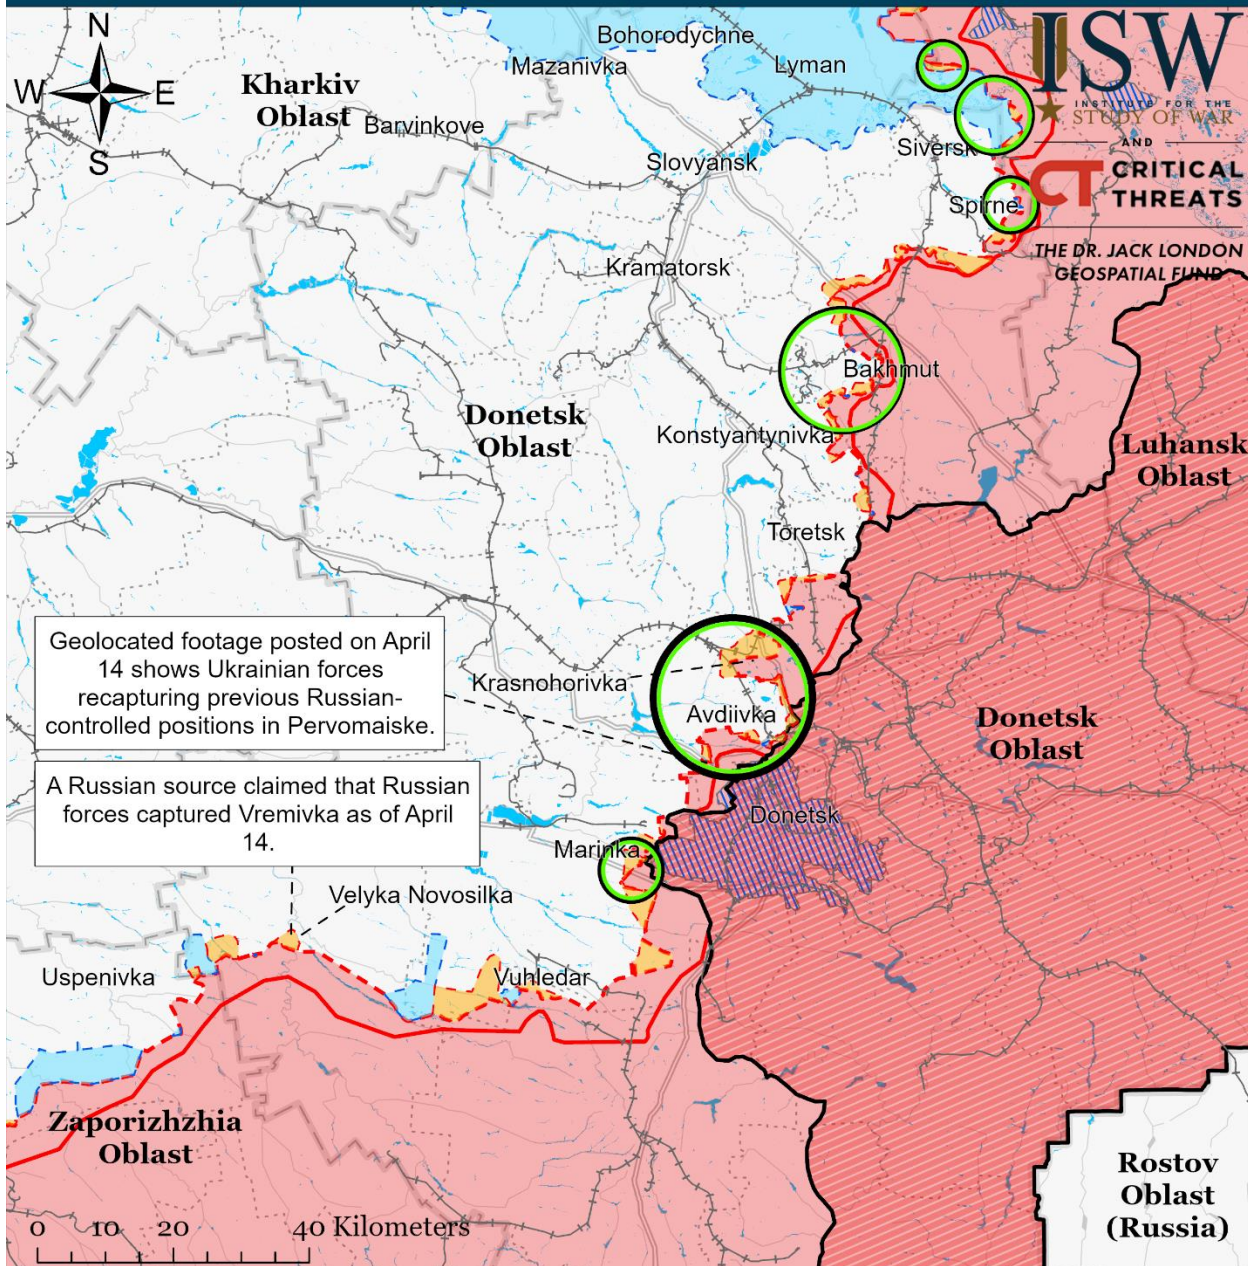 N
W E
S
ISW
INSTITUTE FOR THE
STUDY OF WAR
AND
CT CRITICAL
THREATS
THE DR. JACK LONDON
GEOSPATIAL FUND
Bohorodychne
Mazanivka
Lyman
Kharkiv
Oblast
Barvinkove
Siversk
Slovyansk
Spirne
Kramatorsk
Bakhmut
Donetsk
Oblast
Konstyantynivka
Luhansk
Oblast
Toretsk
Geolocated footage posted on April
14 shows Ukrainian forces
recapturing previous Russian-
controlled positions in Pervomaiske.
Krasnohorivka
Avdiivka
Donetsk
Oblast
A Russian source claimed that Russian
forces captured Vremivka as of April
14.
Donetsk
Marinka
Velyka Novosilka
Uspenivka
Vuhledar
Zaporizhzhia
Oblast
Rostov
Oblast
(Russia)
0 10 20 40 Kilometers